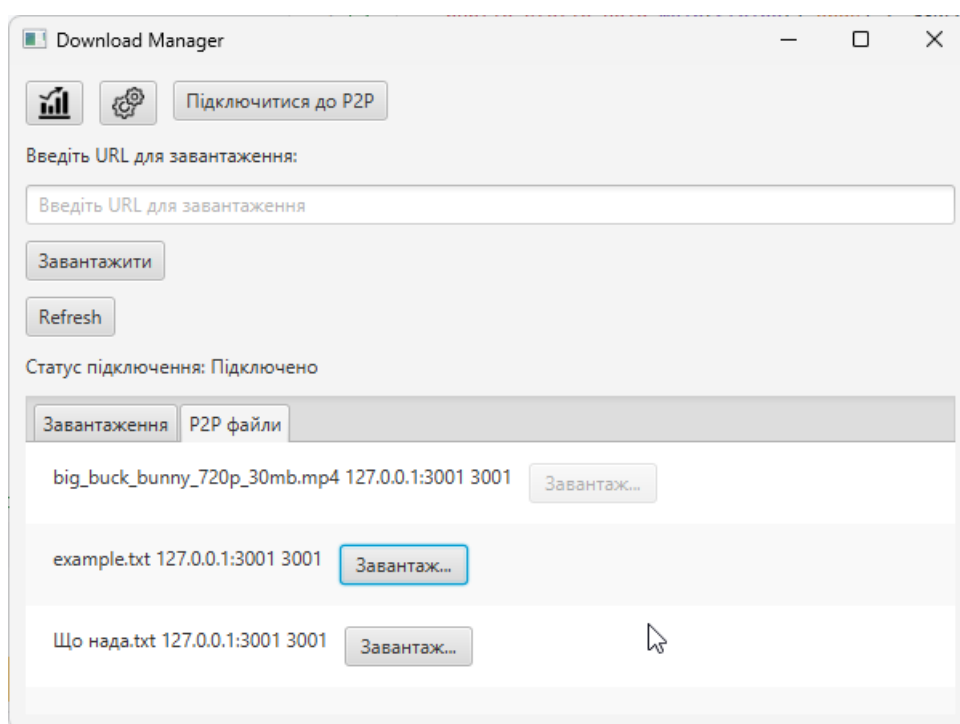 Download Manager
Підключитися до P2P
Введіть URL для завантаження:
Введіть URL для завантаження
Завантажити
Refresh
Статус підключення: Підключено
Завантаження P2P файли
big_buck_bunny_720p_30mb.mp4 127.0.0.1:3001 3001 Завантаж...
example.txt 127.0.0.1:3001 3001 Завантаж...
Що нада.txt 127.0.0.1:3001 3001 Завантаж...